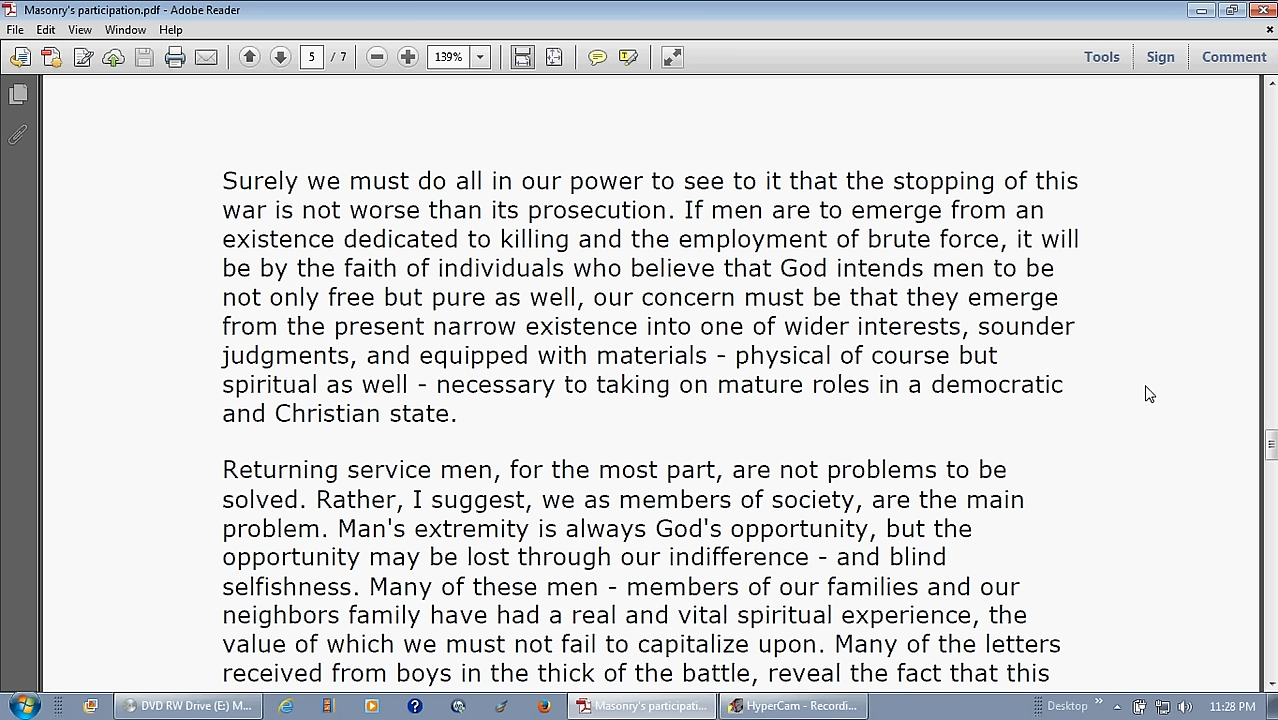 Masonry's participation.pdf - Adobe Reader
File Edit View Window Help
5 / 7 139% Tools Sign Comment
Surely we must do all in our power to see to it that the stopping of this
war is not worse than its prosecution. If men are to emerge from an
existence dedicated to killing and the employment of brute force, it will
be by the faith of individuals who believe that God intends men to be
not only free but pure as well, our concern must be that they emerge
from the present narrow existence into one of wider interests, sounder
judgments, and equipped with materials - physical of course but
spiritual as well - necessary to taking on mature roles in a democratic
and Christian state.
Returning service men, for the most part, are not problems to be
solved. Rather, I suggest, we as members of society, are the main
problem. Man's extremity is always God's opportunity, but the
opportunity may be lost through our indifference - and blind
selfishness. Many of these men - members of our families and our
neighbors family have had a real and vital spiritual experience, the
value of which we must not fail to capitalize upon. Many of the letters
received from boys in the thick of the battle, reveal the fact that this
DVD RW Drive (E:) M... Masonry's participati... HyperCam - Recordi... Desktop 11:28 PM